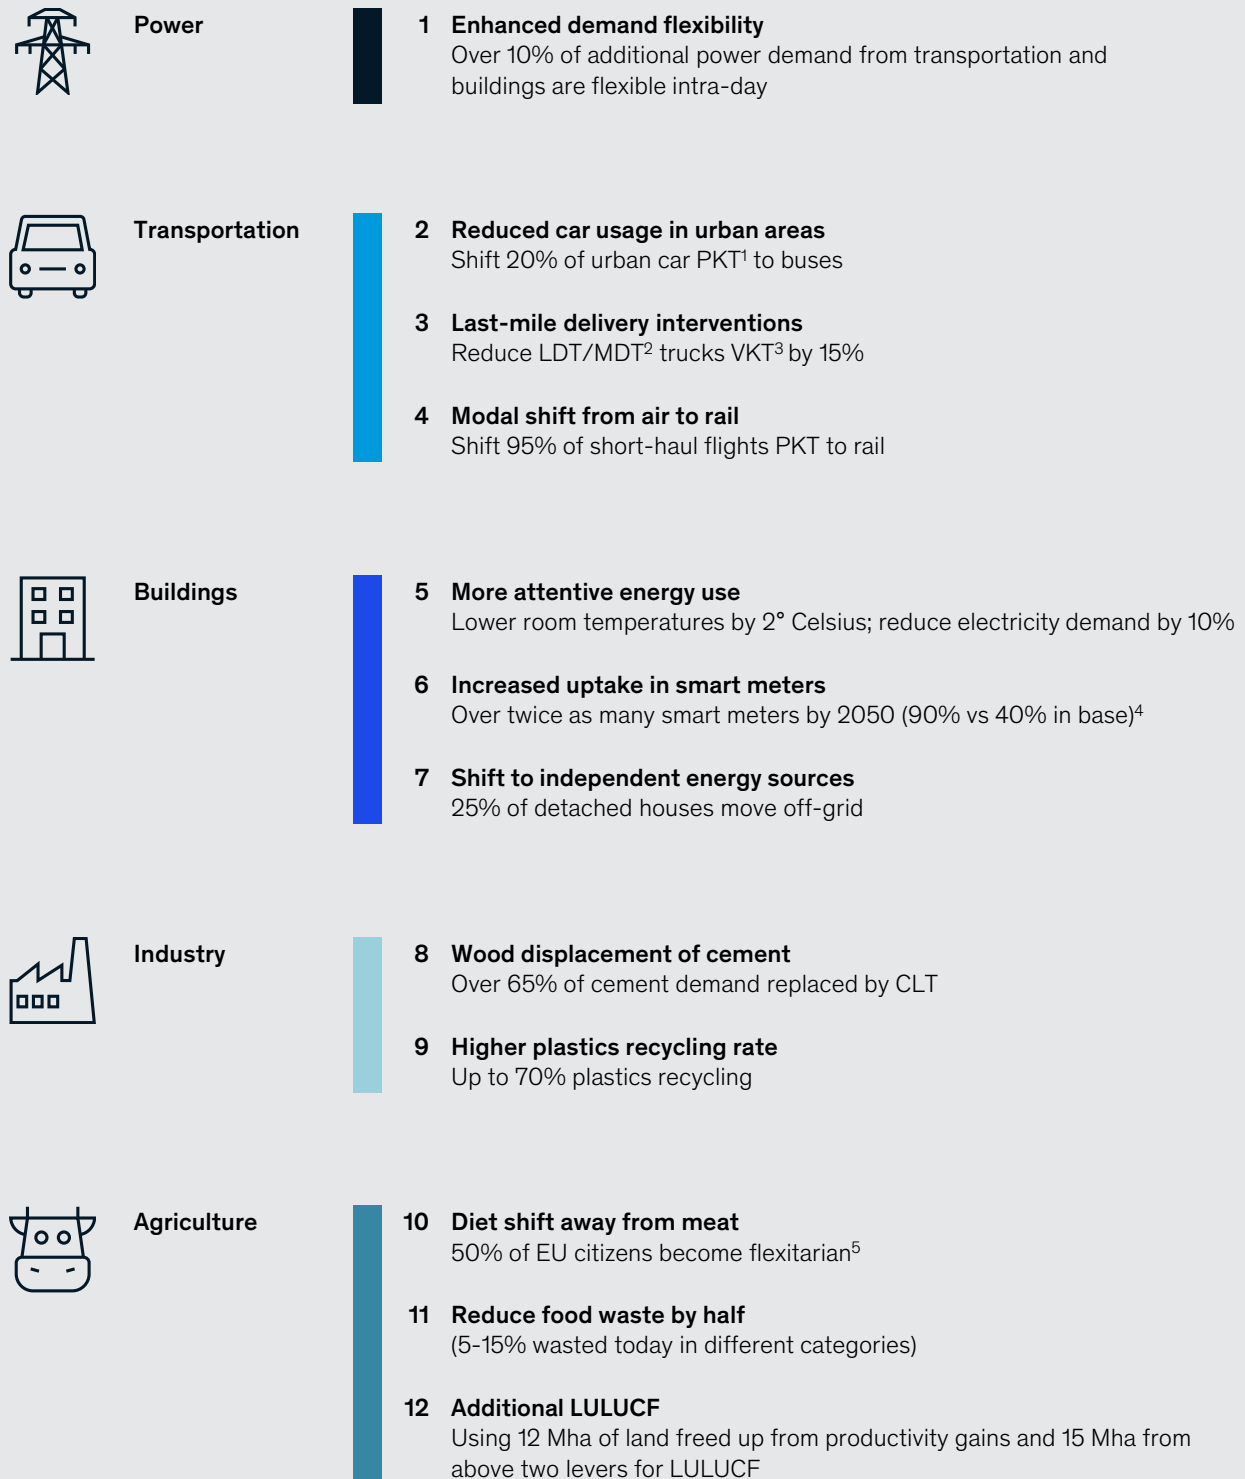 Power
1 Enhanced demand flexibility
Over 10% of additional power demand from transportation and
buildings are flexible intra-day
Transportation
2 Reduced car usage in urban areas
Shift 20% of urban car PKT¹ to buses
3 Last-mile delivery interventions
Reduce LDT/MDT² trucks VKT³ by 15%
4 Modal shift from air to rail
Shift 95% of short-haul flights PKT to rail
Buildings
5 More attentive energy use
Lower room temperatures by 2° Celsius; reduce electricity demand by 10%
6 Increased uptake in smart meters
Over twice as many smart meters by 2050 (90% vs 40% in base)⁴
7 Shift to independent energy sources
25% of detached houses move off-grid
Industry
8 Wood displacement of cement
Over 65% of cement demand replaced by CLT
9 Higher plastics recycling rate
Up to 70% plastics recycling
Agriculture
10 Diet shift away from meat
50% of EU citizens become flexitarian⁵
11 Reduce food waste by half
(5-15% wasted today in different categories)
12 Additional LULUCF
Using 12 Mha of land freed up from productivity gains and 15 Mha from
above two levers for LULUCF